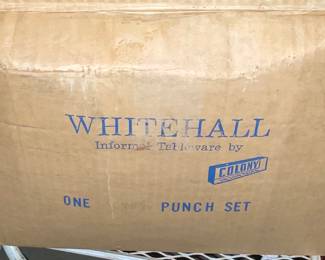 WHITEHALL
Informal Tableware by
COLONY
ONE PUNCH SET